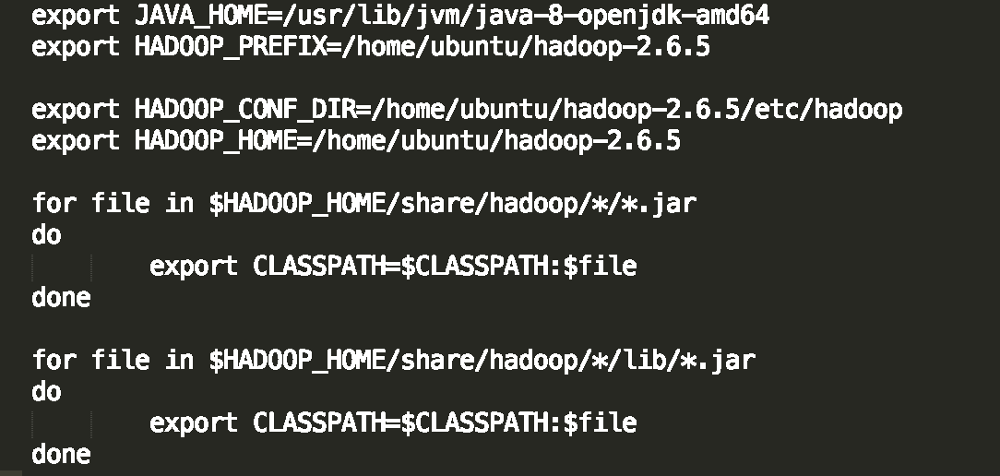 export JAVA_HOME=/usr/lib/jvm/java-8-openjdk-amd64
export HADOOP_PREFIX=/home/ubuntu/hadoop-2.6.5
export HADOOP_CONF_DIR=/home/ubuntu/hadoop-2.6.5/etc/hadoop
export HADOOP_HOME=/home/ubuntu/hadoop-2.6.5
for file in $HADOOP_HOME/share/hadoop/*/*.jar
do
export CLASSPATH=$CLASSPATH:$file
done
for file in $HADOOP_HOME/share/hadoop/*/lib/*.jar
do
export CLASSPATH=$CLASSPATH:$file
done